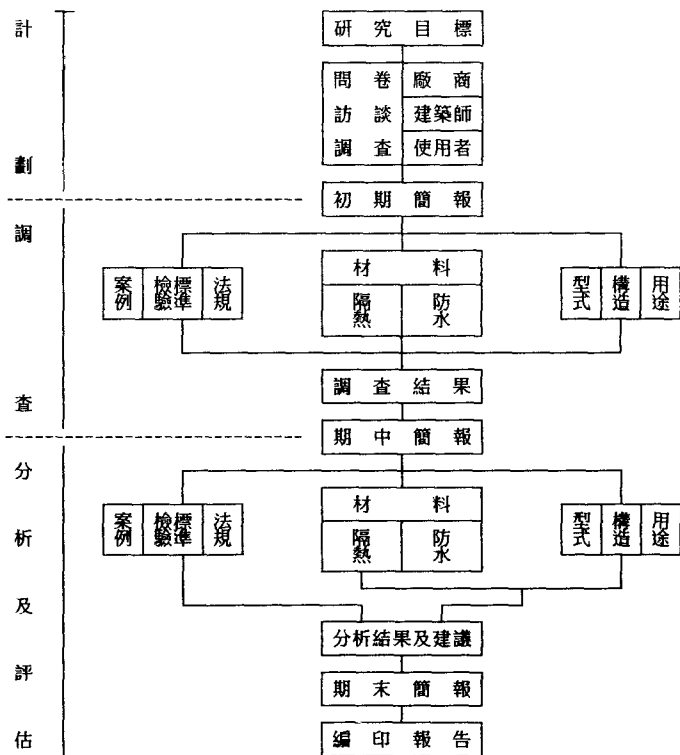 計劃
研究目標
問卷訪談調查
廠商
建築師
使用者
初期簡報
調查
案例
檢驗標準
法規
材料
隔熱
防水
型式
構造
用途
調查結果
期中簡報
分析及評估
案例
檢驗標準
法規
材料
隔熱
防水
型式
構造
用途
分析結果及建議
期末簡報
編印報告